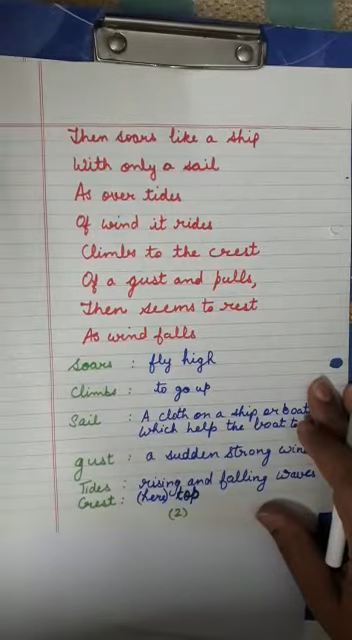 Then soars like a ship
With only a sail
As over tides
Of wind it rides
Climbs to the crest
Of a gust and pulls,
Then seems to rest
As wind falls
Soars : fly high
Climbs : to go up
Sail : A cloth on a ship or boat
which help the boat to
gust : a sudden strong
Tides : rising and falling waves
Crest : (here) top
(2)